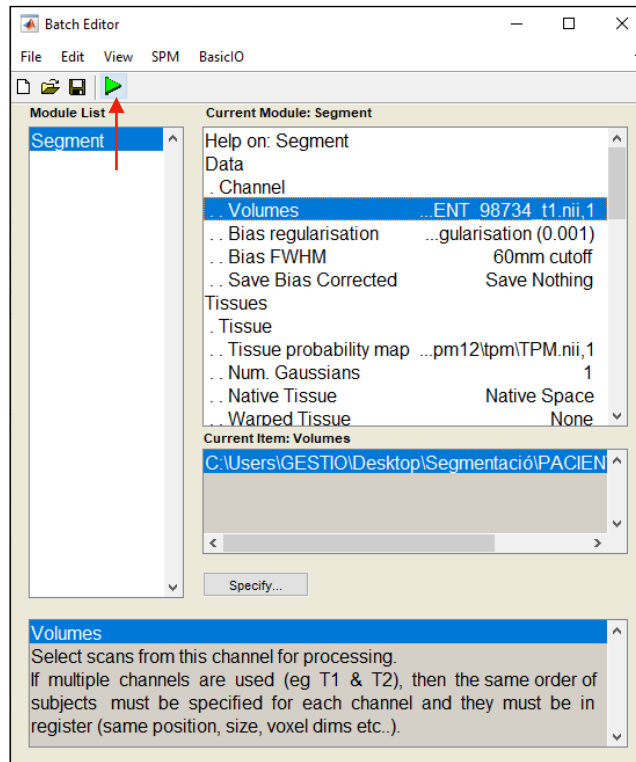 Batch Editor
File Edit View SPM BasicIO
Module List
Segment
Current Module: Segment
Help on: Segment
Data
. Channel
. . Volumes ...ENT_98734_t1.nii,1
. . Bias regularisation ...gularisation (0.001)
. . Bias FWHM 60mm cutoff
. . Save Bias Corrected Save Nothing
Tissues
. Tissue
. . Tissue probability map ...pm12\tpm\TPM.nii,1
. . Num. Gaussians 1
. . Native Tissue Native Space
. . Warped Tissue None
Current Item: Volumes
C:\Users\GESTIO\Desktop\Segmentació\PACIENT
Specify...
Volumes
Select scans from this channel for processing.
If multiple channels are used (eg T1 & T2), then the same order of
subjects must be specified for each channel and they must be in
register (same position, size, voxel dims etc..).